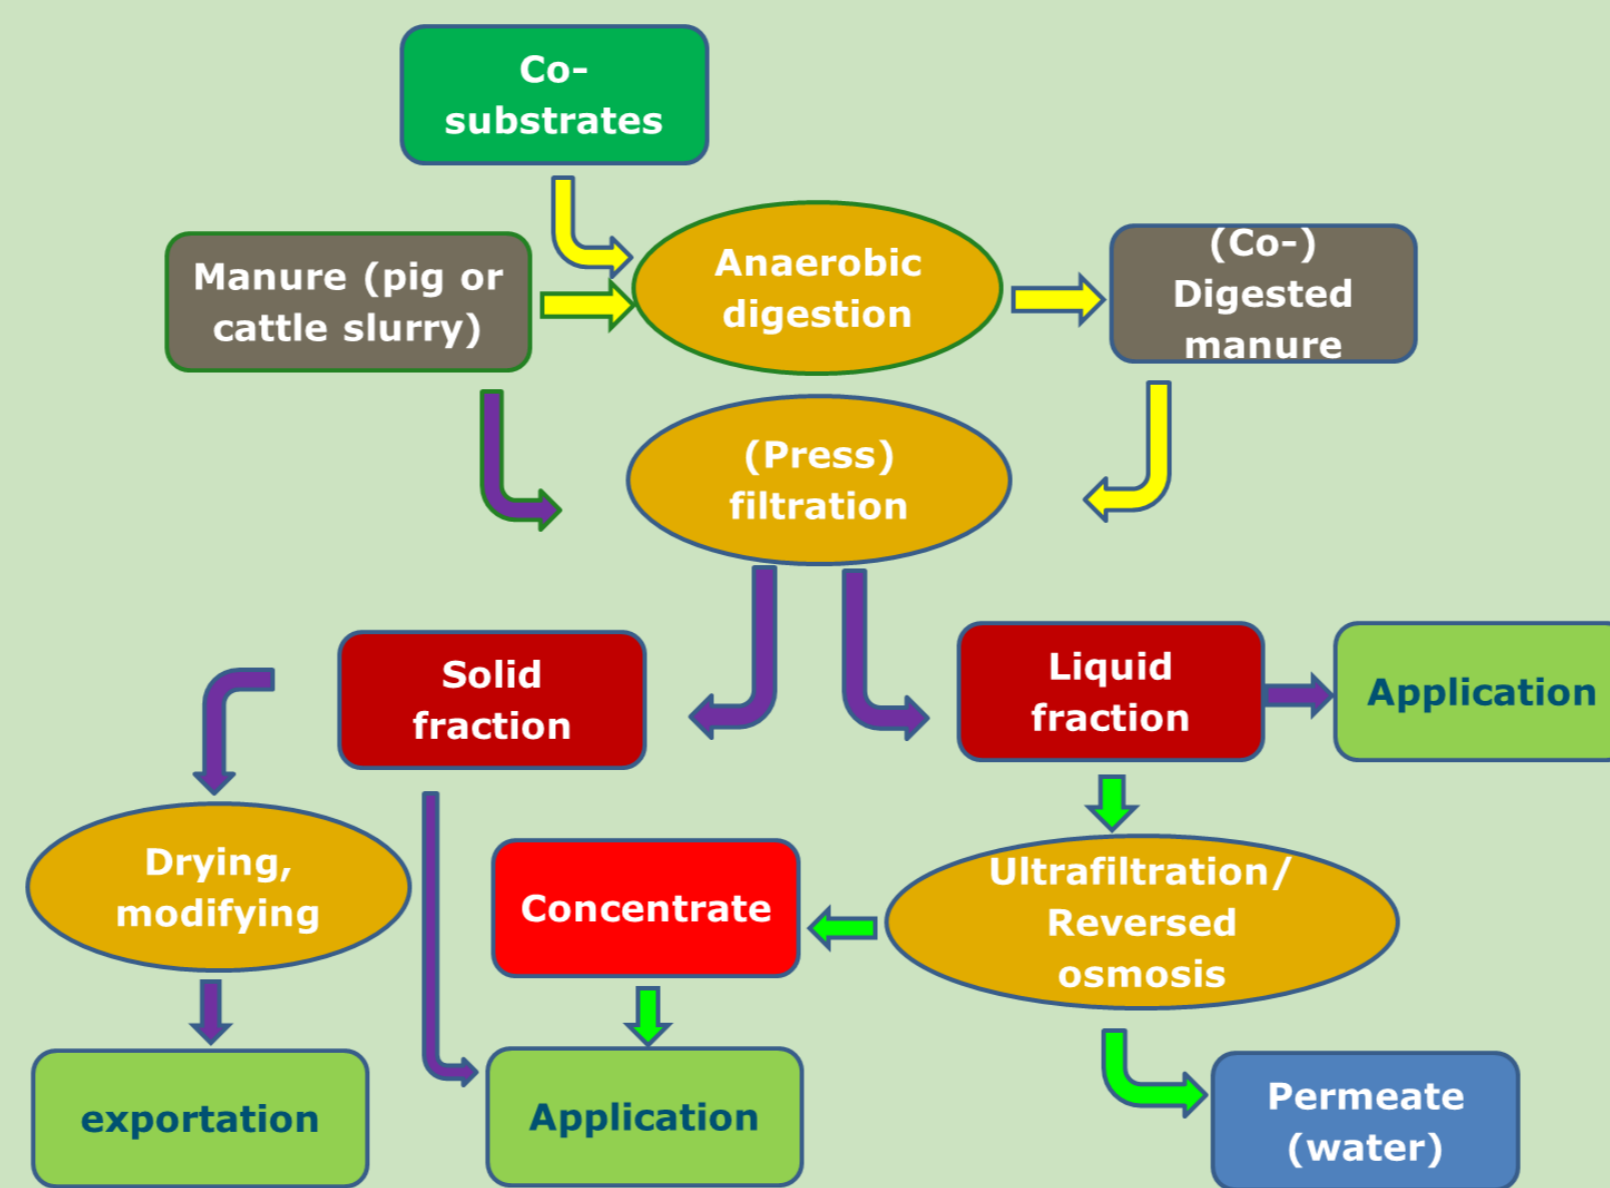 Co-
substrates
Manure (pig or
cattle slurry)
Anaerobic
digestion
(Co-)
Digested
manure
(Press)
filtration
Solid
fraction
Liquid
fraction
Application
Drying,
modifying
Concentrate
Ultrafiltration/
Reversed
osmosis
exportation
Application
Permeate
(water)